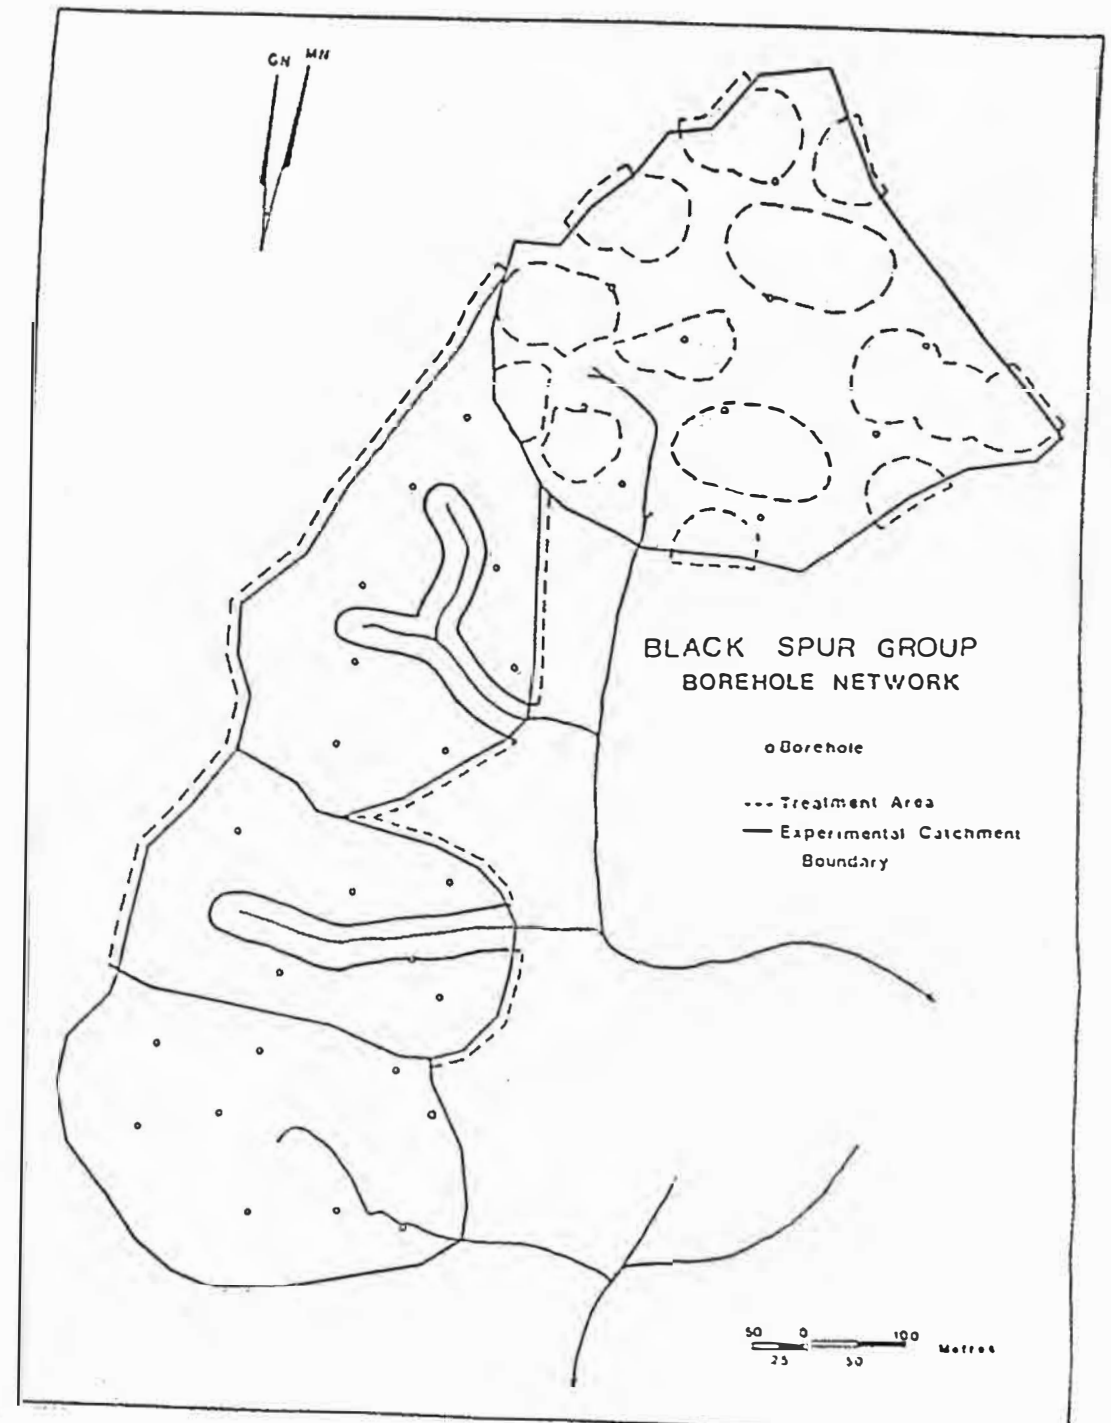 GN MN
BLACK SPUR GROUP
BOREHOLE NETWORK
Borehole
Treatment Area
Experimental Catchment
Boundary
50 0 100
25 50
Metres